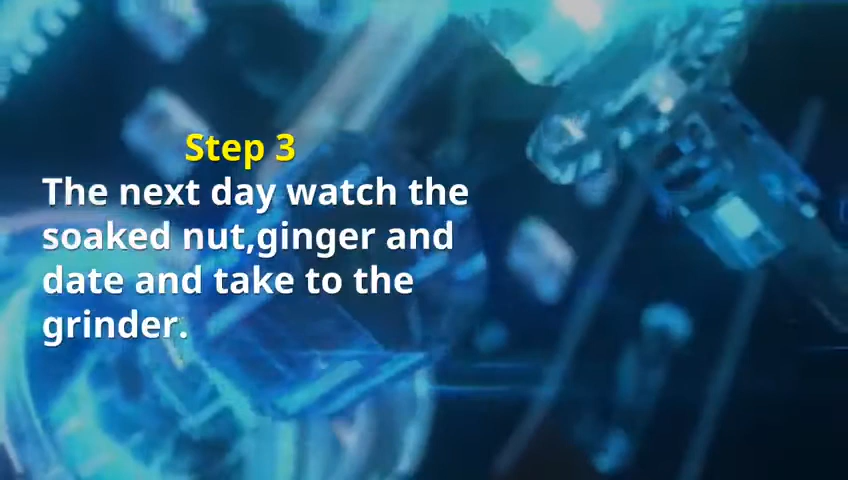 Step 3
The next day watch the
soaked nut,ginger and
date and take to the
grinder.